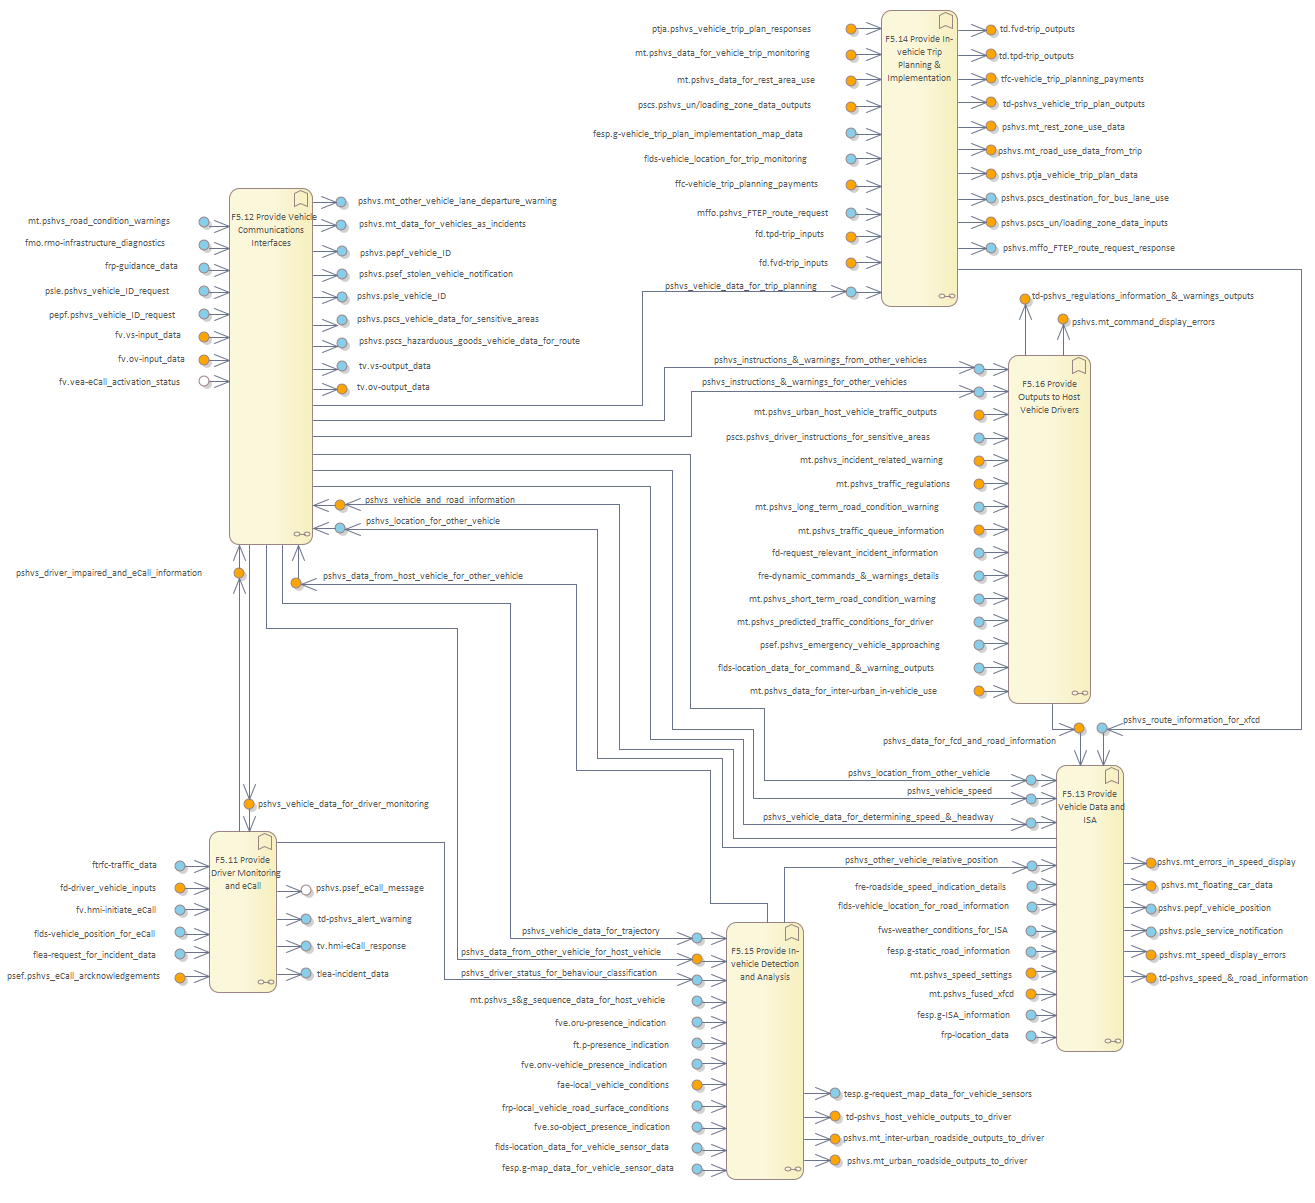 ptja.pshvs_vehicle_trip_plan_responses
mt.pshvs_data_for_vehicle_trip_monitoring
mt.pshvs_data_for_rest_area_use
pscs.pshvs_un/loading_zone_data_outputs
fesp.g-vehicle_trip_plan_implementation_map_data
flds-vehicle_location_for_trip_monitoring
ffc-vehicle_trip_planning_payments
mffo.pshvs_FTEP_route_request
fd.tpd-trip_inputs
fd.fvd-trip_inputs
pshvs_vehicle_data_for_trip_planning
F5.14 Provide In-
vehicle Trip
Planning &
Implementation
td.fvd-trip_outputs
td.tpd-trip_outputs
tfc-vehicle_trip_planning_payments
td-pshvs_vehicle_trip_plan_outputs
pshvs.mt_rest_zone_use_data
pshvs.mt_road_use_data_from_trip
pshvs.ptja_vehicle_trip_plan_data
pshvs.pscs_destination_for_bus_lane_use
pshvs.pscs_un/loading_zone_data_inputs
pshvs.mffo_FTEP_route_request_response
mt.pshvs_road_condition_warnings
fmo.rmo-infrastructure_diagnostics
frp-guidance_data
psle.pshvs_vehicle_ID_request
pepf.pshvs_vehicle_ID_request
fv.vs-input_data
fv.ov-input_data
fv.vea-eCall_activation_status
F5.12 Provide Vehicle
Communications
Interfaces
pshvs.mt_other_vehicle_lane_departure_warning
pshvs.mt_data_for_vehicles_as_incidents
pshvs.pepf_vehicle_ID
pshvs.psef_stolen_vehicle_notification
pshvs.psle_vehicle_ID
pshvs.pscs_vehicle_data_for_sensitive_areas
pshvs.pscs_hazarduous_goods_vehicle_data_for_route
tv.vs-output_data
tv.ov-output_data
pshvs_vehicle_and_road_information
pshvs_location_for_other_vehicle
pshvs_data_from_host_vehicle_for_other_vehicle
pshvs_driver_impaired_and_eCall_information
td-pshvs_regulations_information_&_warnings_outputs
pshvs.mt_command_display_errors
pshvs_instructions_&_warnings_from_other_vehicles
pshvs_instructions_&_warnings_for_other_vehicles
mt.pshvs_urban_host_vehicle_traffic_outputs
pscs.pshvs_driver_instructions_for_sensitive_areas
mt.pshvs_incident_related_warning
mt.pshvs_traffic_regulations
mt.pshvs_long_term_road_condition_warning
mt.pshvs_traffic_queue_information
fd-request_relevant_incident_information
fre-dynamic_commands_&_warnings_details
mt.pshvs_short_term_road_condition_warning
mt.pshvs_predicted_traffic_conditions_for_driver
psef.pshvs_emergency_vehicle_approaching
flds-location_data_for_command_&_warning_outputs
mt.pshvs_data_for_inter-urban_in-vehicle_use
F5.16 Provide
Outputs to Host
Vehicle Drivers
pshvs_route_information_for_xfcd
pshvs_data_for_fcd_and_road_information
pshvs_location_from_other_vehicle
pshvs_vehicle_speed
pshvs_vehicle_data_for_determining_speed_&_headway
pshvs_other_vehicle_relative_position
fre-roadside_speed_indication_details
flds-vehicle_location_for_road_information
fws-weather_conditions_for_ISA
fesp.g-static_road_information
mt.pshvs_speed_settings
mt.pshvs_fused_xfcd
fesp.g-ISA_information
frp-location_data
F5.13 Provide
Vehicle Data and
ISA
pshvs.mt_errors_in_speed_display
pshvs.mt_floating_car_data
pshvs.pepf_vehicle_position
pshvs.psle_service_notification
pshvs.mt_speed_display_errors
td-pshvs_speed_&_road_information
pshvs_vehicle_data_for_driver_monitoring
ftrfc-traffic_data
fd-driver_vehicle_inputs
fv.hmi-initiate_eCall
flds-vehicle_position_for_eCall
flea-request_for_incident_data
psef.pshvs_eCall_arcknowledgements
F5.11 Provide
Driver Monitoring
and eCall
pshvs.psef_eCall_message
td-pshvs_alert_warning
tv.hmi-eCall_response
tlea-incident_data
pshvs_vehicle_data_for_trajectory
pshvs_data_from_other_vehicle_for_host_vehicle
pshvs_driver_status_for_behaviour_classification
mt.pshvs_s&g_sequence_data_for_host_vehicle
fve.oru-presence_indication
ft.p-presence_indication
fve.onv-vehicle_presence_indication
fae-local_vehicle_conditions
frp-local_vehicle_road_surface_conditions
fve.so-object_presence_indication
flds-location_data_for_vehicle_sensor_data
fesp.g-map_data_for_vehicle_sensor_data
F5.15 Provide In-
vehicle Detection
and Analysis
tesp.g-request_map_data_for_vehicle_sensors
td-pshvs_host_vehicle_outputs_to_driver
pshvs.mt_inter-urban_roadside_outputs_to_driver
pshvs.mt_urban_roadside_outputs_to_driver